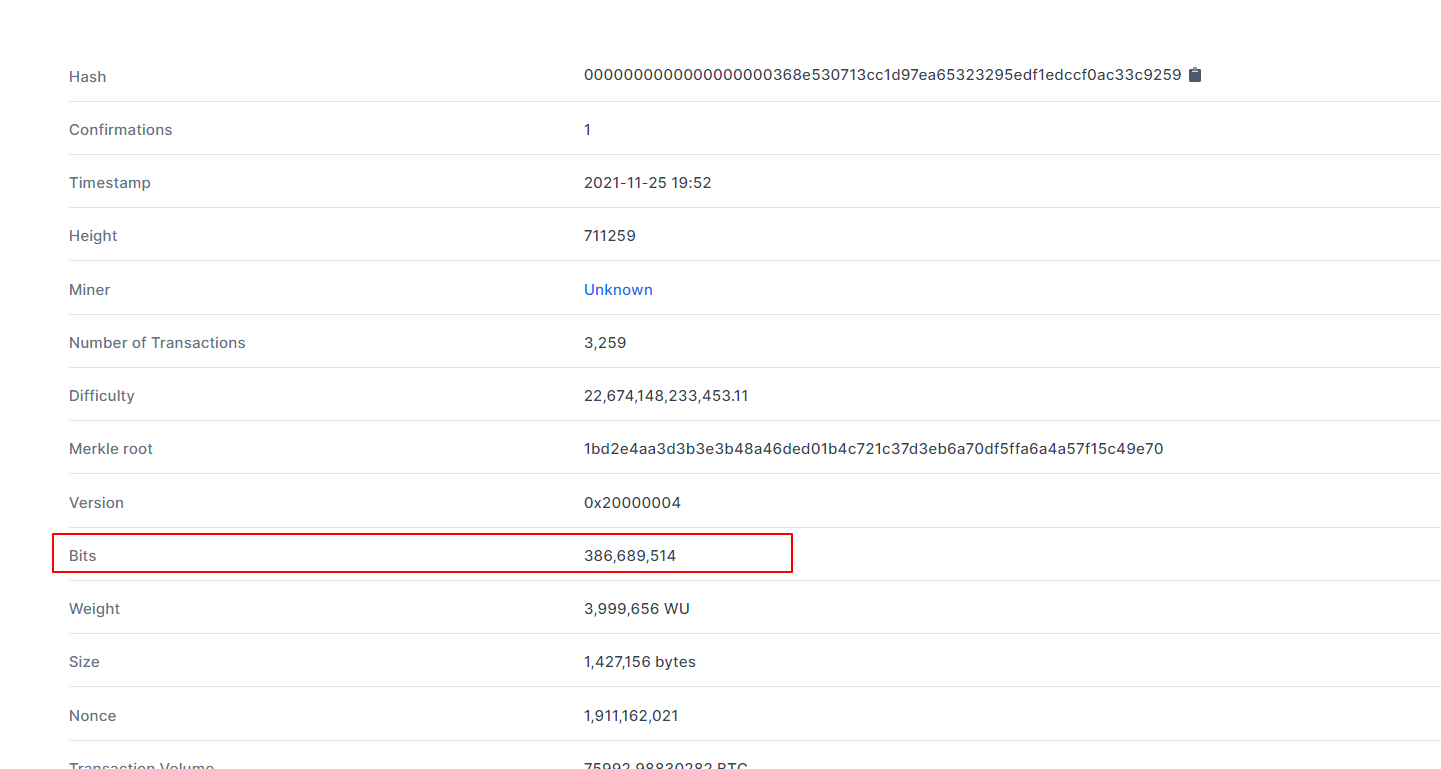 Hash 0000000000000000000368e530713cc1d97ea65323295edf1edccf0ac33c9259
Confirmations 1
Timestamp 2021-11-25 19:52
Height 711259
Miner Unknown
Number of Transactions 3,259
Difficulty 22,674,148,233,453.11
Merkle root 1bd2e4aa3d3b3e3b48a46ded01b4c721c37d3eb6a70df5ffa6a4a57f15c49e70
Version 0x20000004
Bits 386,689,514
Weight 3,999,656 WU
Size 1,427,156 bytes
Nonce 1,911,162,021
Transaction Volume 75992.98830282 BTC